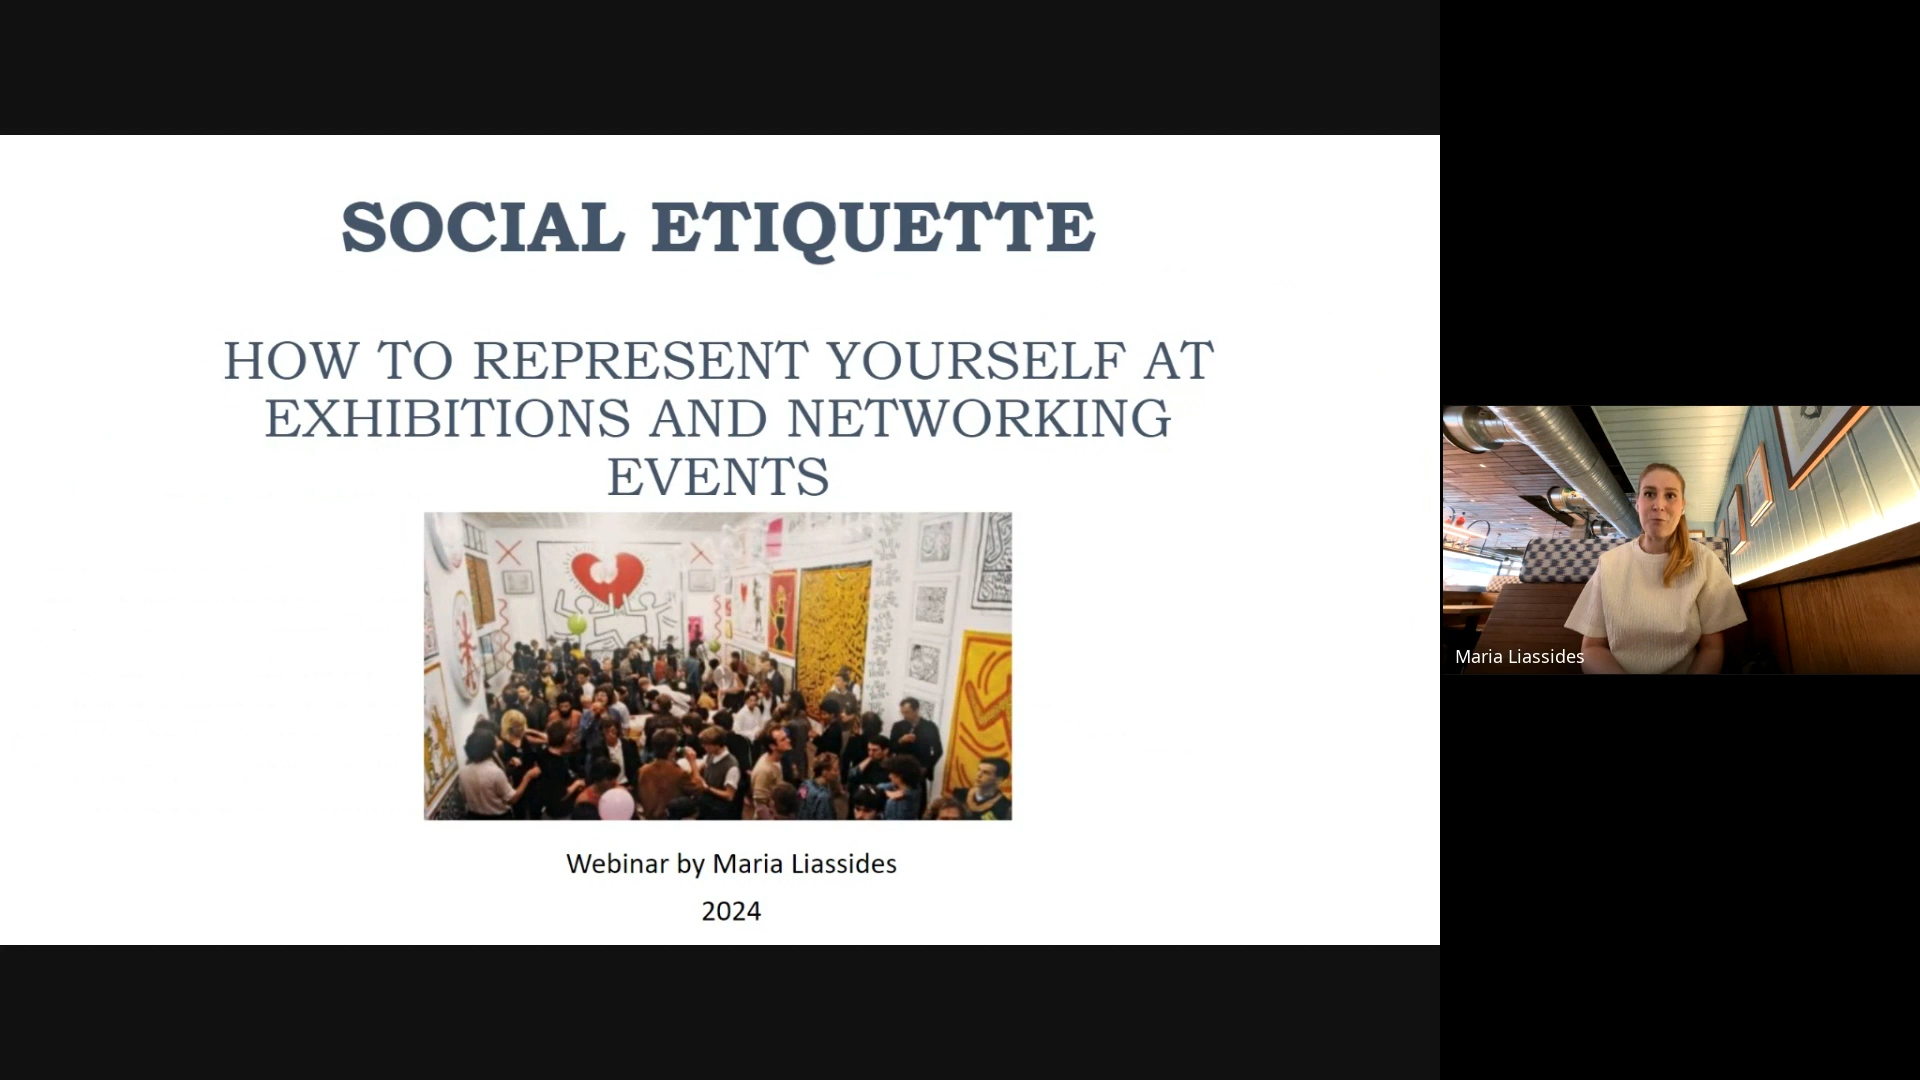 SOCIAL ETIQUETTE
HOW TO REPRESENT YOURSELF AT
EXHIBITIONS AND NETWORKING
EVENTS
Webinar by Maria Liassides
2024
Maria Liassides